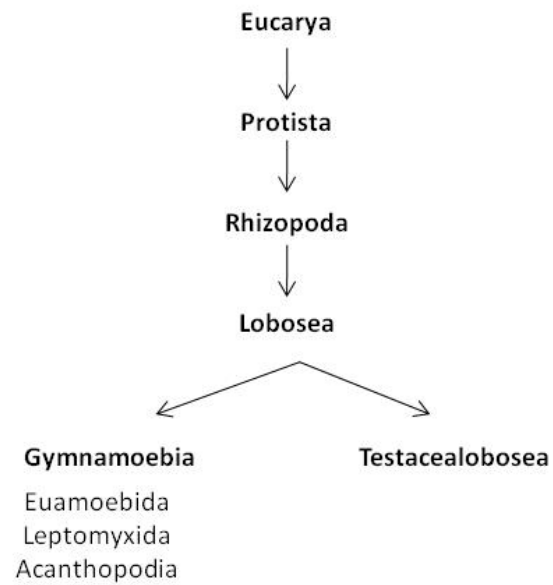 Eucarya
Protista
Rhizopoda
Lobosea
Gymnamoebia
Euamoebida
Leptomyxida
Acanthopodia
Testacealobosea